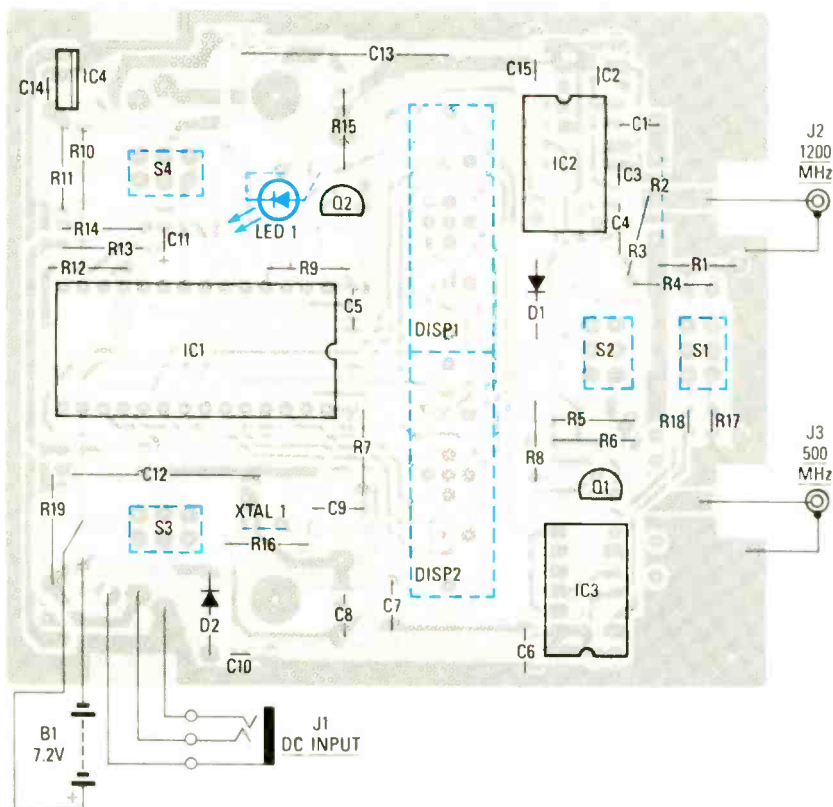 C13
C15
C2
C14
C4
R15
C1
J2
1200
MHz
R10
R11
S4
IC2
C3
R2
Q2
LED 1
C4
R14
C11
R3
R13
R1
R12
R9
R4
C5
D1
DISP1
IC1
S2
S1
R5
R18
R17
R7
R6
J3
500
MHz
R8
C12
R19
Q1
XTAL 1
C9
S3
R16
DISP2
IC3
D2
C8
C7
C6
C10
B1
7.2V
+
J1
DC INPUT